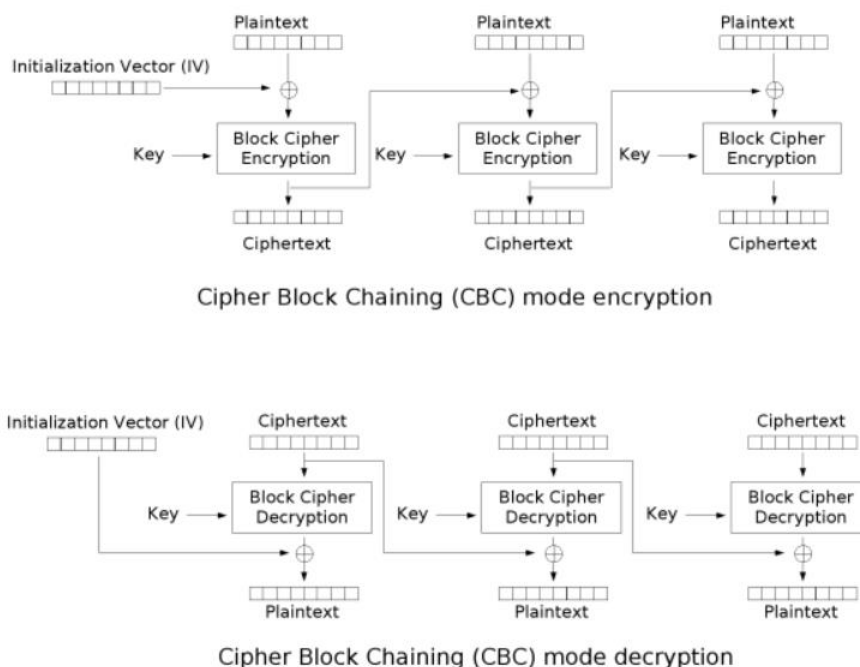 Plaintext Plaintext Plaintext
Initialization Vector (IV)
Key Block Cipher Encryption Key Block Cipher Encryption Key Block Cipher Encryption
Ciphertext Ciphertext Ciphertext
Cipher Block Chaining (CBC) mode encryption
Initialization Vector (IV) Ciphertext Ciphertext Ciphertext
Key Block Cipher Decryption Key Block Cipher Decryption Key Block Cipher Decryption
Plaintext Plaintext Plaintext
Cipher Block Chaining (CBC) mode decryption